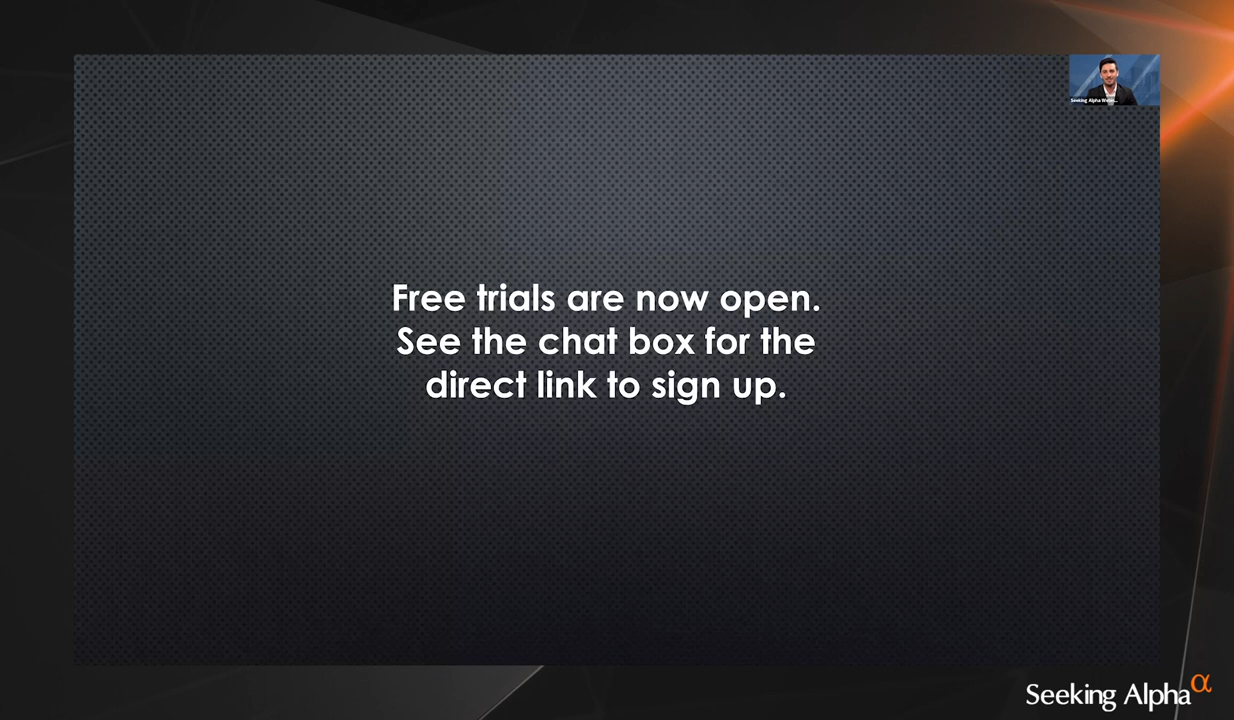 Free trials are now open.
See the chat box for the
direct link to sign up.
Seeking Alpha α